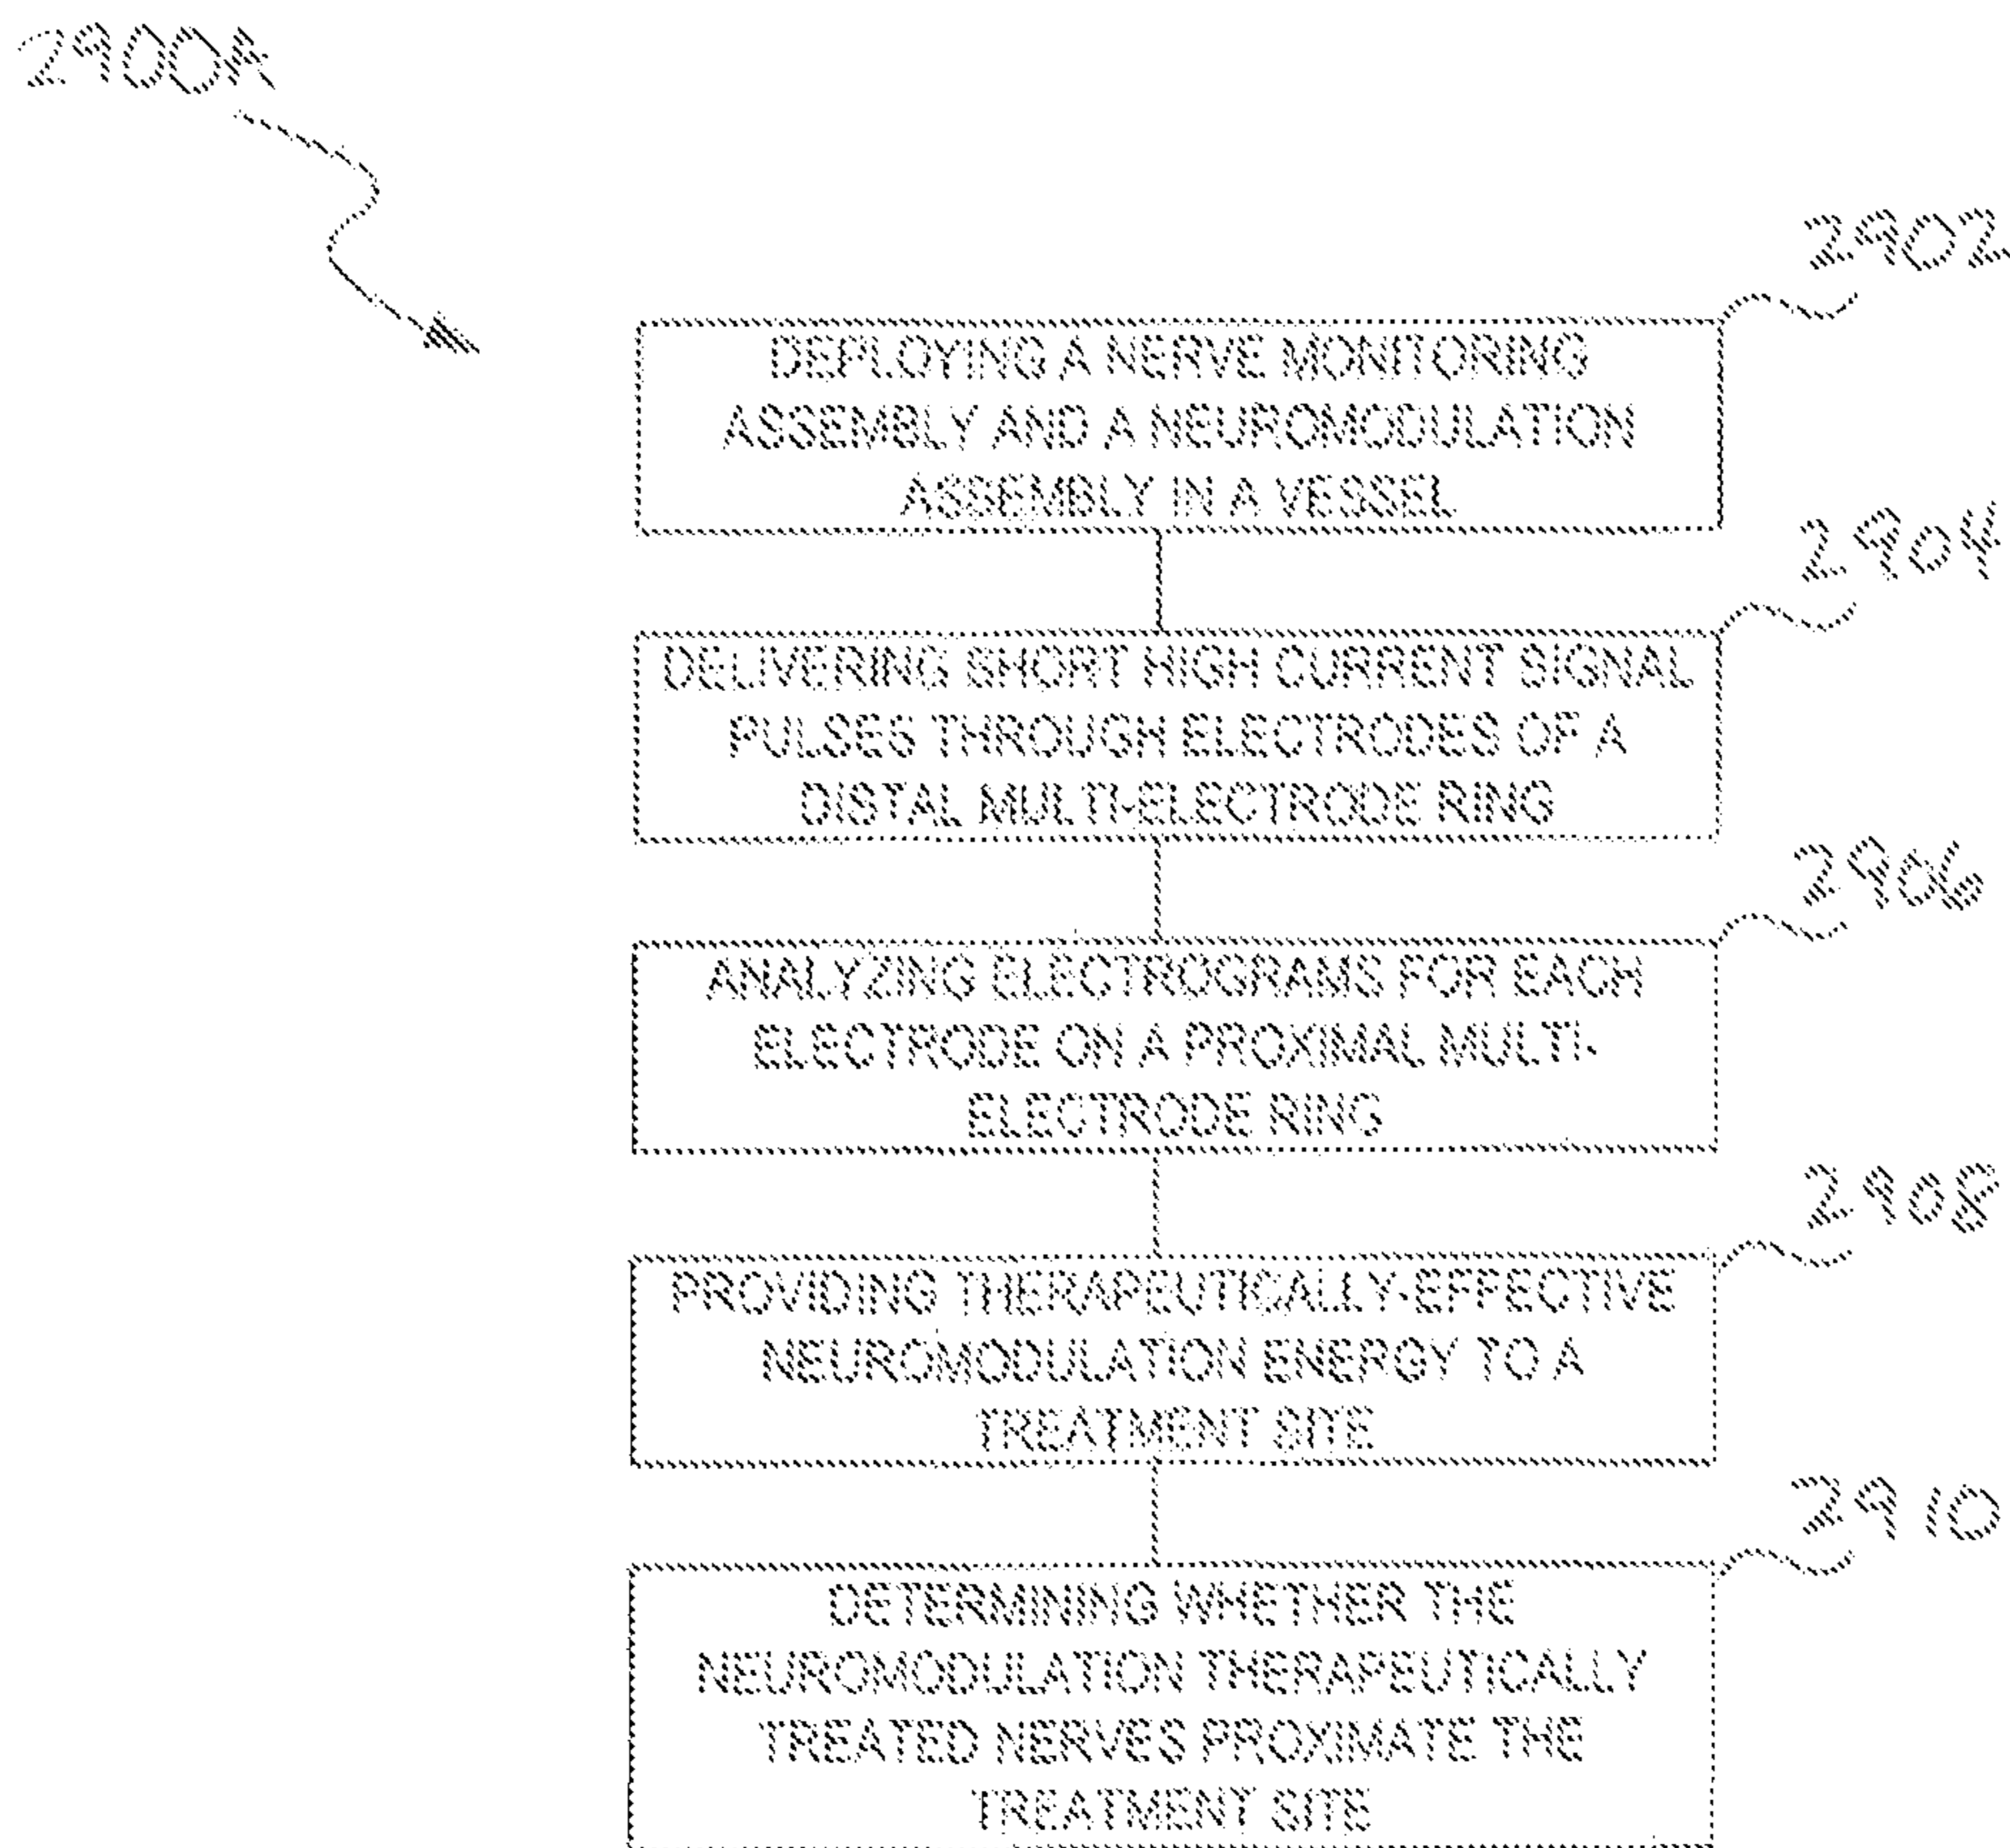 2900A
2902
DEPLOYING A NERVE MONITORING
ASSEMBLY AND A NEUROMODULATION
ASSEMBLY IN A VESSEL
2904
DELIVERING SHORT HIGH CURRENT SIGNAL
PULSES THROUGH ELECTRODES OF A
DISTAL MULTI-ELECTRODE RING
2906
ANALYZING ELECTROGRAMS FOR EACH
ELECTRODE ON A PROXIMAL MULTI-
ELECTRODE RING
2908
PROVIDING THERAPEUTICALLY-EFFECTIVE
NEUROMODULATION ENERGY TO A
TREATMENT SITE
2910
DETERMINING WHETHER THE
NEUROMODULATION THERAPEUTICALLY
TREATED NERVES PROXIMATE THE
TREATMENT SITE